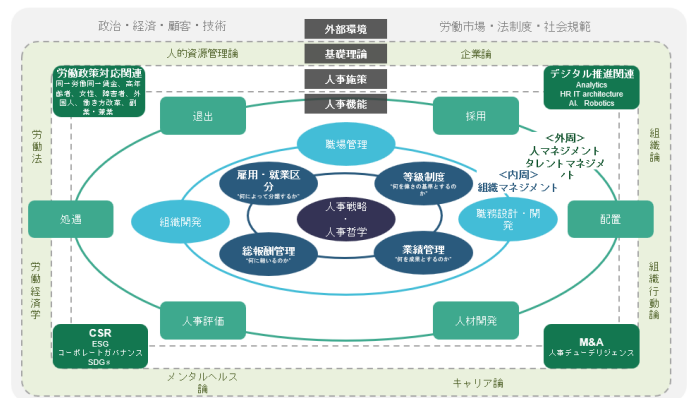 政治・経済・顧客・技術
外部環境
労働市場・法制度・社会規範
人的資源管理論
基礎理論
企業論
労働政策対応関連
同一労働同一賃金、高年
齢者、女性、障害者、外
国人、働き方改革、副
業・兼業
人事施策
デジタル推進関連
Analytics
HR IT architecture
AI、Robotics
人事機能
退出
採用
労働法
組織論
職場管理
＜外周＞
人マネジメント
タレントマネジメ
ント
＜内周＞
組織マネジメント
雇用・就業区
分
“何によって分類するか”
等級制度
“何を偉さの基準とするの
か”
処遇
組織開発
人事戦略
・
人事哲学
職務設計・開
発
配置
総報酬管理
“何に報いるのか”
業績管理
“何を成果とするのか”
労働経済学
組織行動論
人事評価
人材開発
CSR
ESG
コーポレートガバナンス
SDGs
M&A
人事デューデリジェンス
メンタルヘルス
論
キャリア論